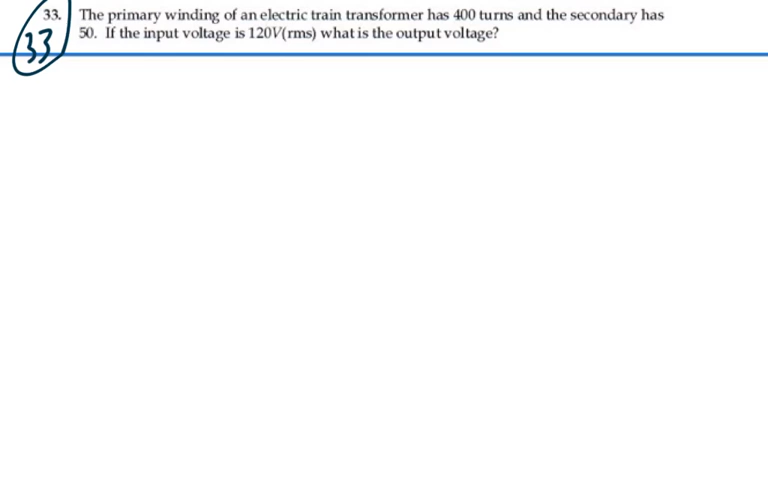 33. The primary winding of an electric train transformer has 400 turns and the secondary has
33 50. If the input voltage is 120V(rms) what is the output voltage?